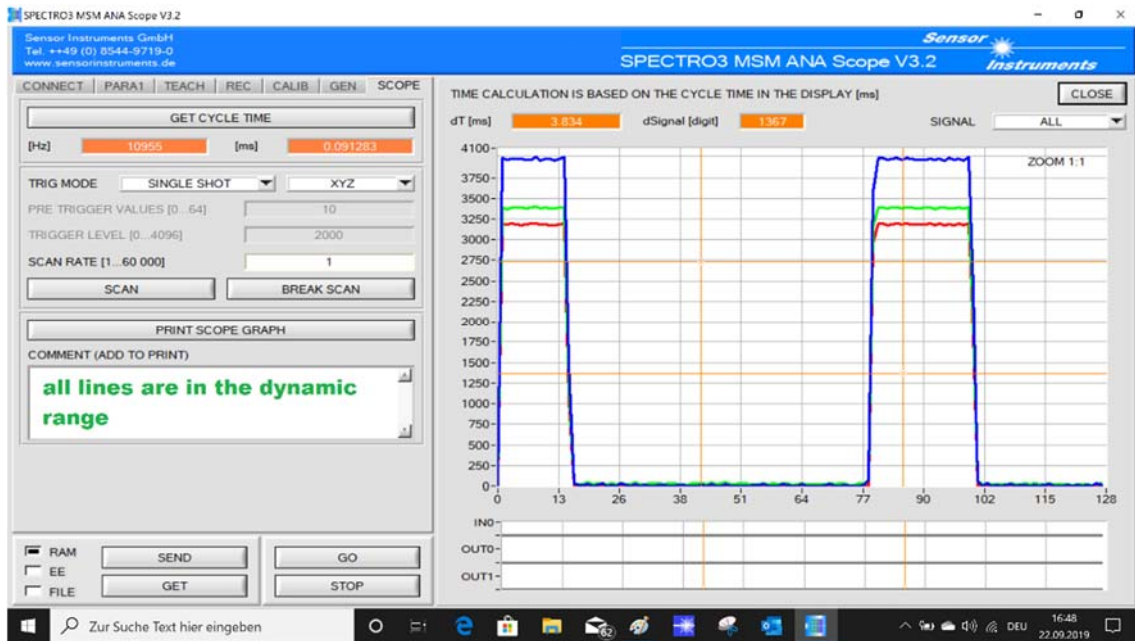 SPECTRO3 MSM ANA Scope V3.2
Sensor Instruments GmbH
Tel. ++49 (0) 8544-9719-0
www.sensorinstruments.de
Sensor Instruments
SPECTRO3 MSM ANA Scope V3.2
CONNECT PARA1 TEACH REC CALIB GEN SCOPE
GET CYCLE TIME
[Hz] 10955 [ms] 0.091283
TRIG MODE SINGLE SHOT XYZ
PRE TRIGGER VALUES [0...64] 10
TRIGGER LEVEL [0...4096] 2000
SCAN RATE [1...60 000] 1
SCAN BREAK SCAN
PRINT SCOPE GRAPH
COMMENT (ADD TO PRINT)
all lines are in the dynamic
range
RAM
EE
FILE
SEND GO
GET STOP
TIME CALCULATION IS BASED ON THE CYCLE TIME IN THE DISPLAY [ms]
CLOSE
dT [ms] 3.834 dSignal [digit] 1367 SIGNAL ALL
ZOOM 1:1
4100
3750
3500
3250
3000
2750
2500
2250
2000
1750
1500
1250
1000
750
500
250
0
0 13 26 38 51 64 77 90 102 115 128
IN0
OUT0
OUT1
Zur Suche Text hier eingeben
62
DEU
16:48
22.09.2019